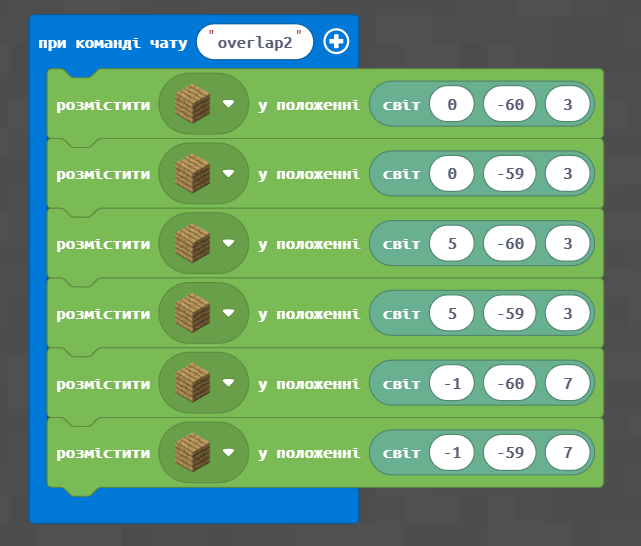 при команді чату "overlap2"
розмістити у положенні світ 0 -60 3
розмістити у положенні світ 0 -59 3
розмістити у положенні світ 5 -60 3
розмістити у положенні світ 5 -59 3
розмістити у положенні світ -1 -60 7
розмістити у положенні світ -1 -59 7